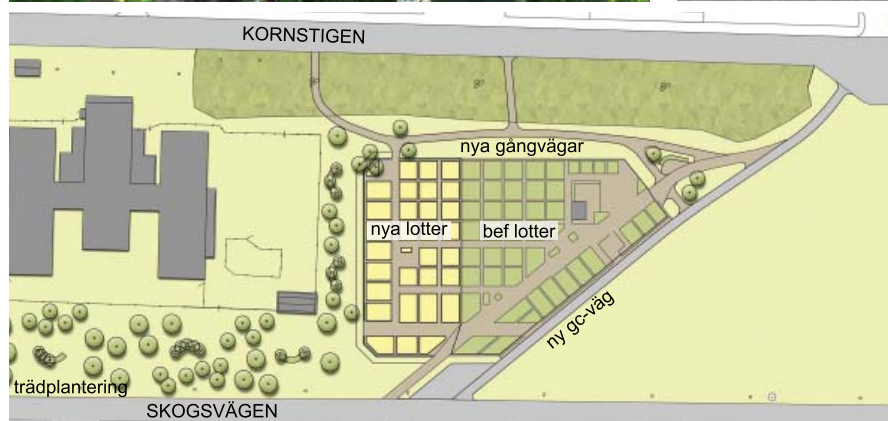 KORNSTIGEN
nya gångvägar
nya lotter
bef lotter
ny gc-väg
trädplantering
SKOGSVÄGEN